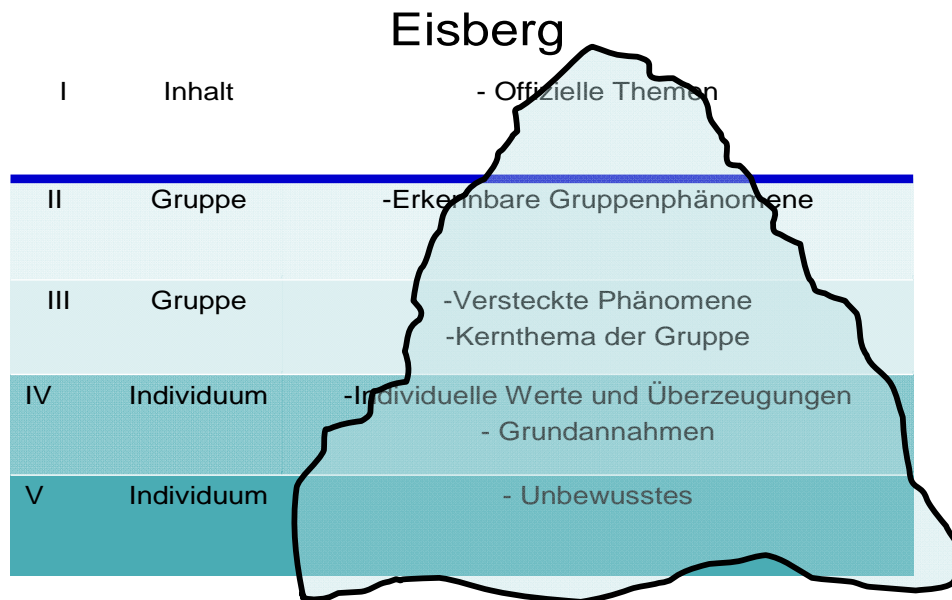 Eisberg
I Inhalt - Offizielle Themen
II Gruppe -Erkennbare Gruppenphänomene
III Gruppe -Versteckte Phänomene
-Kernthema der Gruppe
IV Individuum -Individuelle Werte und Überzeugungen
- Grundannahmen
V Individuum - Unbewusstes